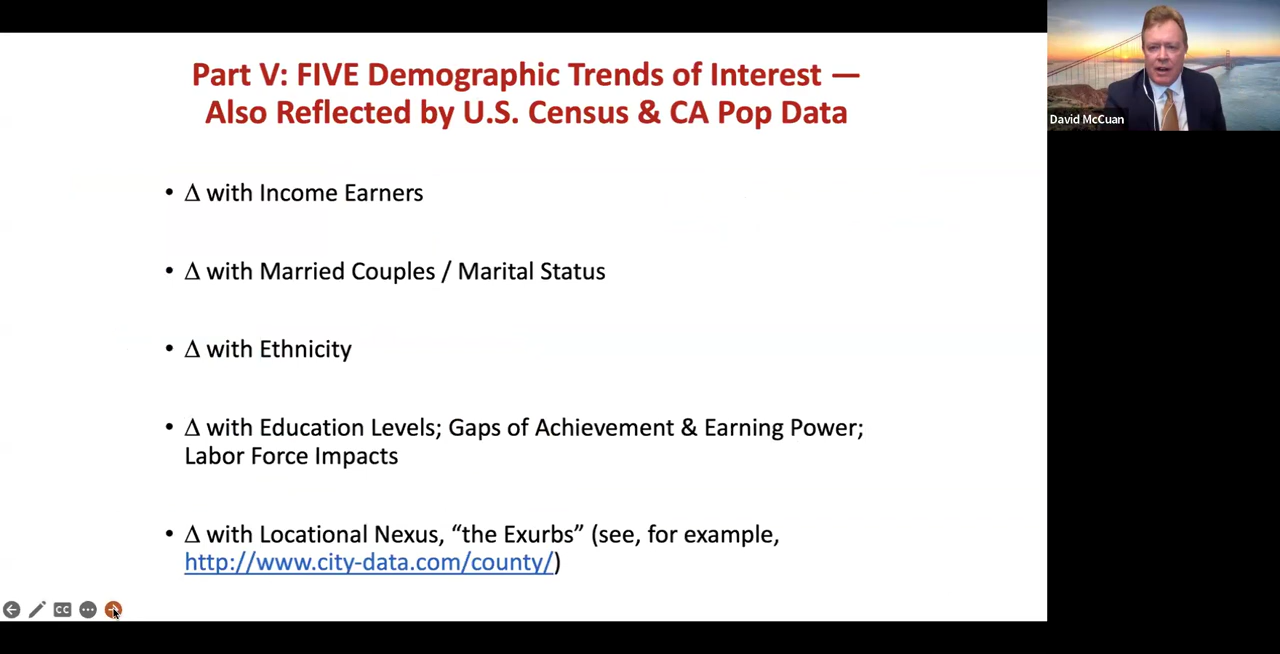 Part V: FIVE Demographic Trends of Interest —
Also Reflected by U.S. Census & CA Pop Data
• Δ with Income Earners
• Δ with Married Couples / Marital Status
• Δ with Ethnicity
• Δ with Education Levels; Gaps of Achievement & Earning Power;
Labor Force Impacts
• Δ with Locational Nexus, “the Exurbs” (see, for example,
http://www.city-data.com/county/)
CC
David McCuan